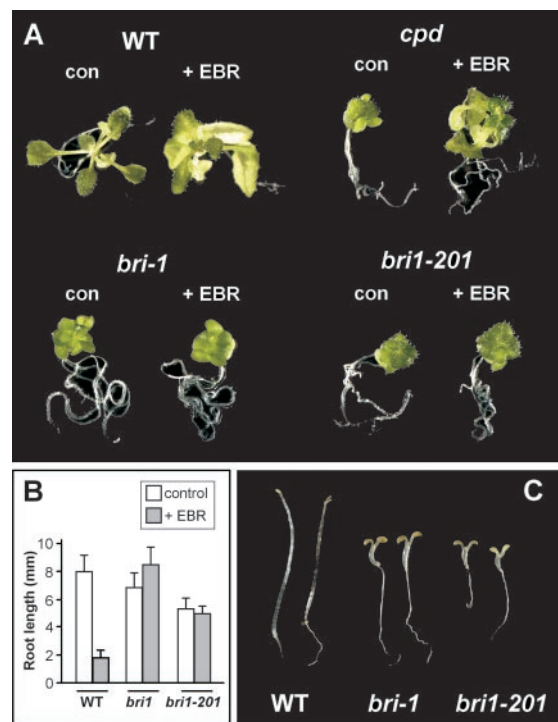 A
WT
cpd
con + EBR
con + EBR
bri-1
bri1-201
con + EBR
con + EBR
B
control
+ EBR
Root length (mm)
10
8
6
4
2
0
WT bri1 bri1-201
C
WT bri-1 bri1-201